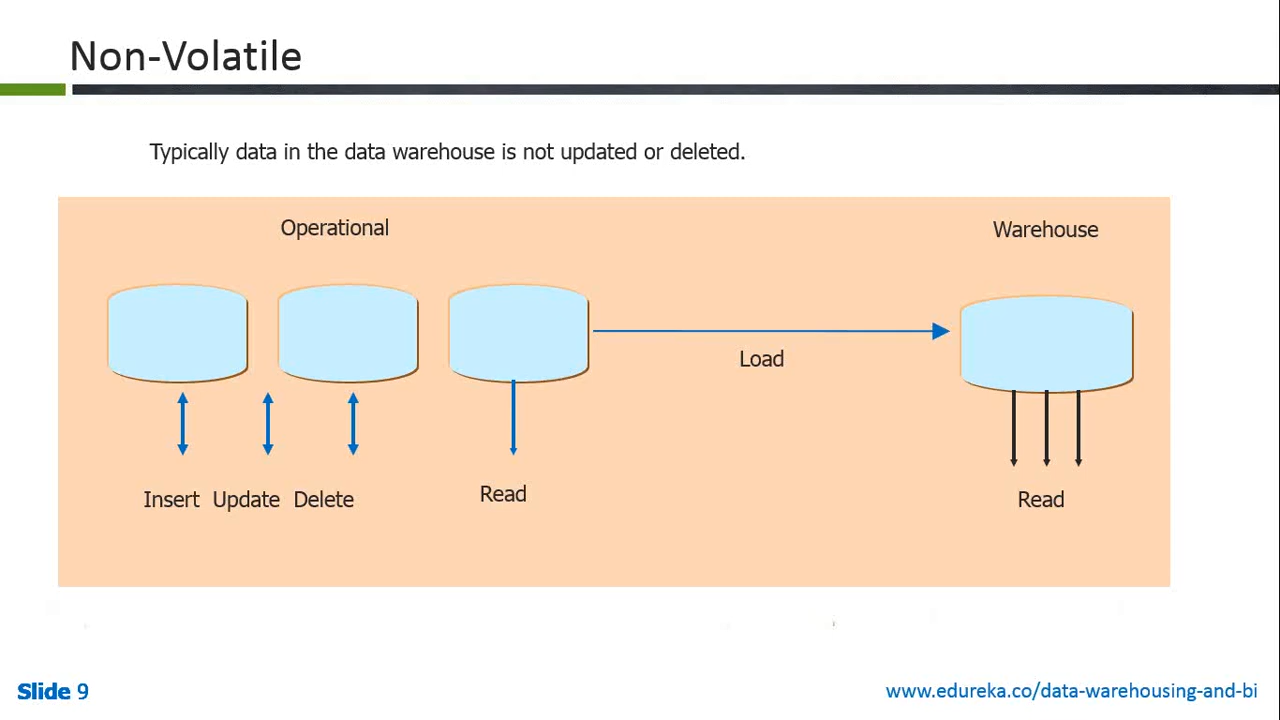 Non-Volatile
Typically data in the data warehouse is not updated or deleted.
Operational
Warehouse
Load
Insert Update Delete
Read
Read
Slide 9
www.edureka.co/data-warehousing-and-bi